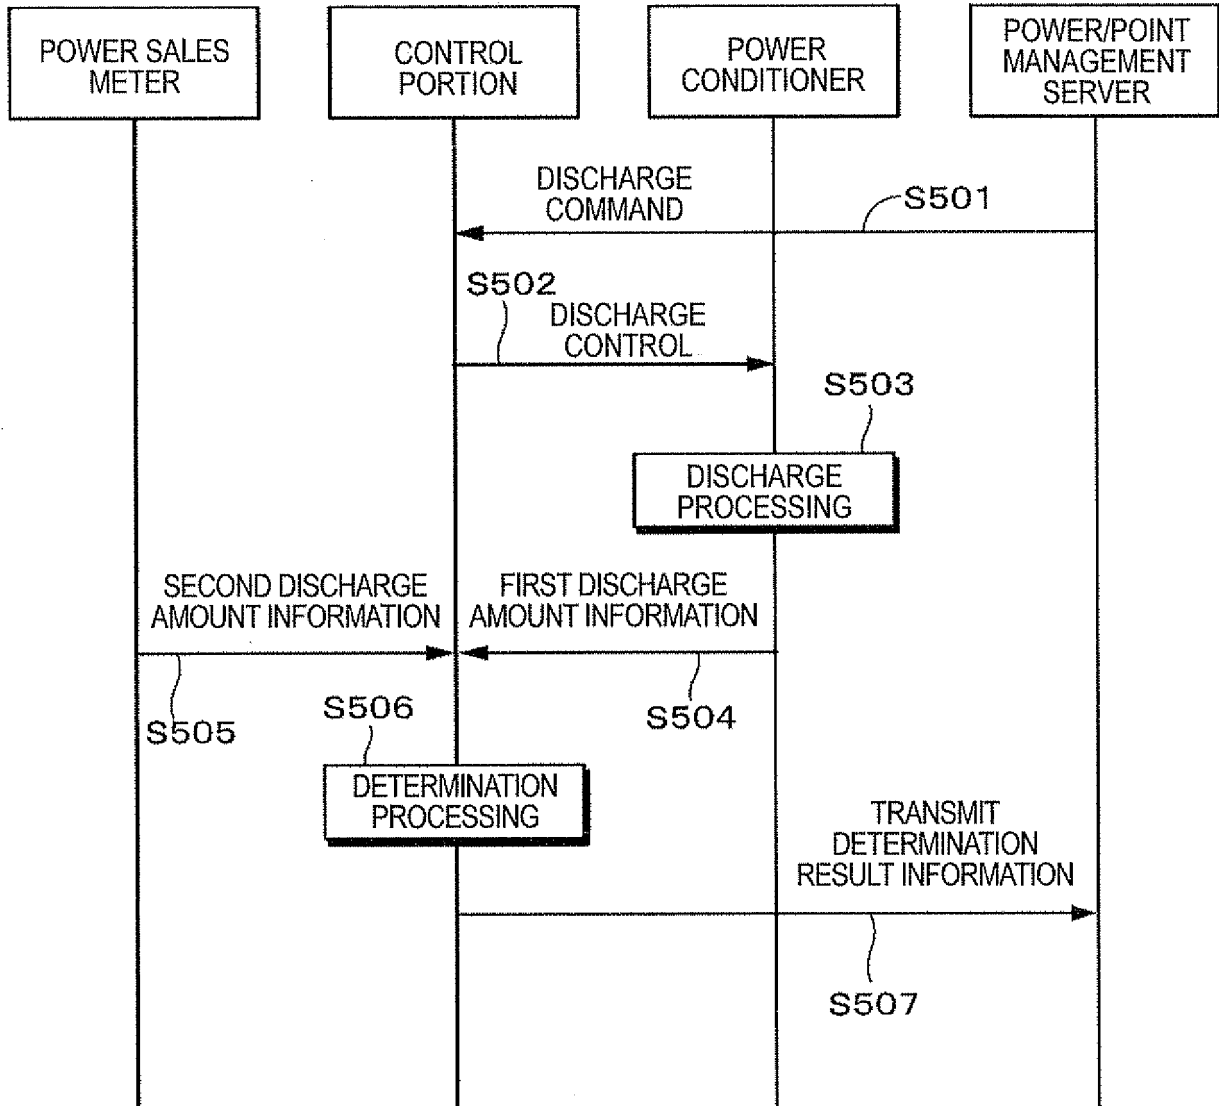 POWER SALES
METER
CONTROL
PORTION
POWER
CONDITIONER
POWER/POINT
MANAGEMENT
SERVER
DISCHARGE
COMMAND
S501
S502
DISCHARGE
CONTROL
S503
DISCHARGE
PROCESSING
SECOND DISCHARGE
AMOUNT INFORMATION
FIRST DISCHARGE
AMOUNT INFORMATION
S505
S504
S506
DETERMINATION
PROCESSING
TRANSMIT
DETERMINATION
RESULT INFORMATION
S507